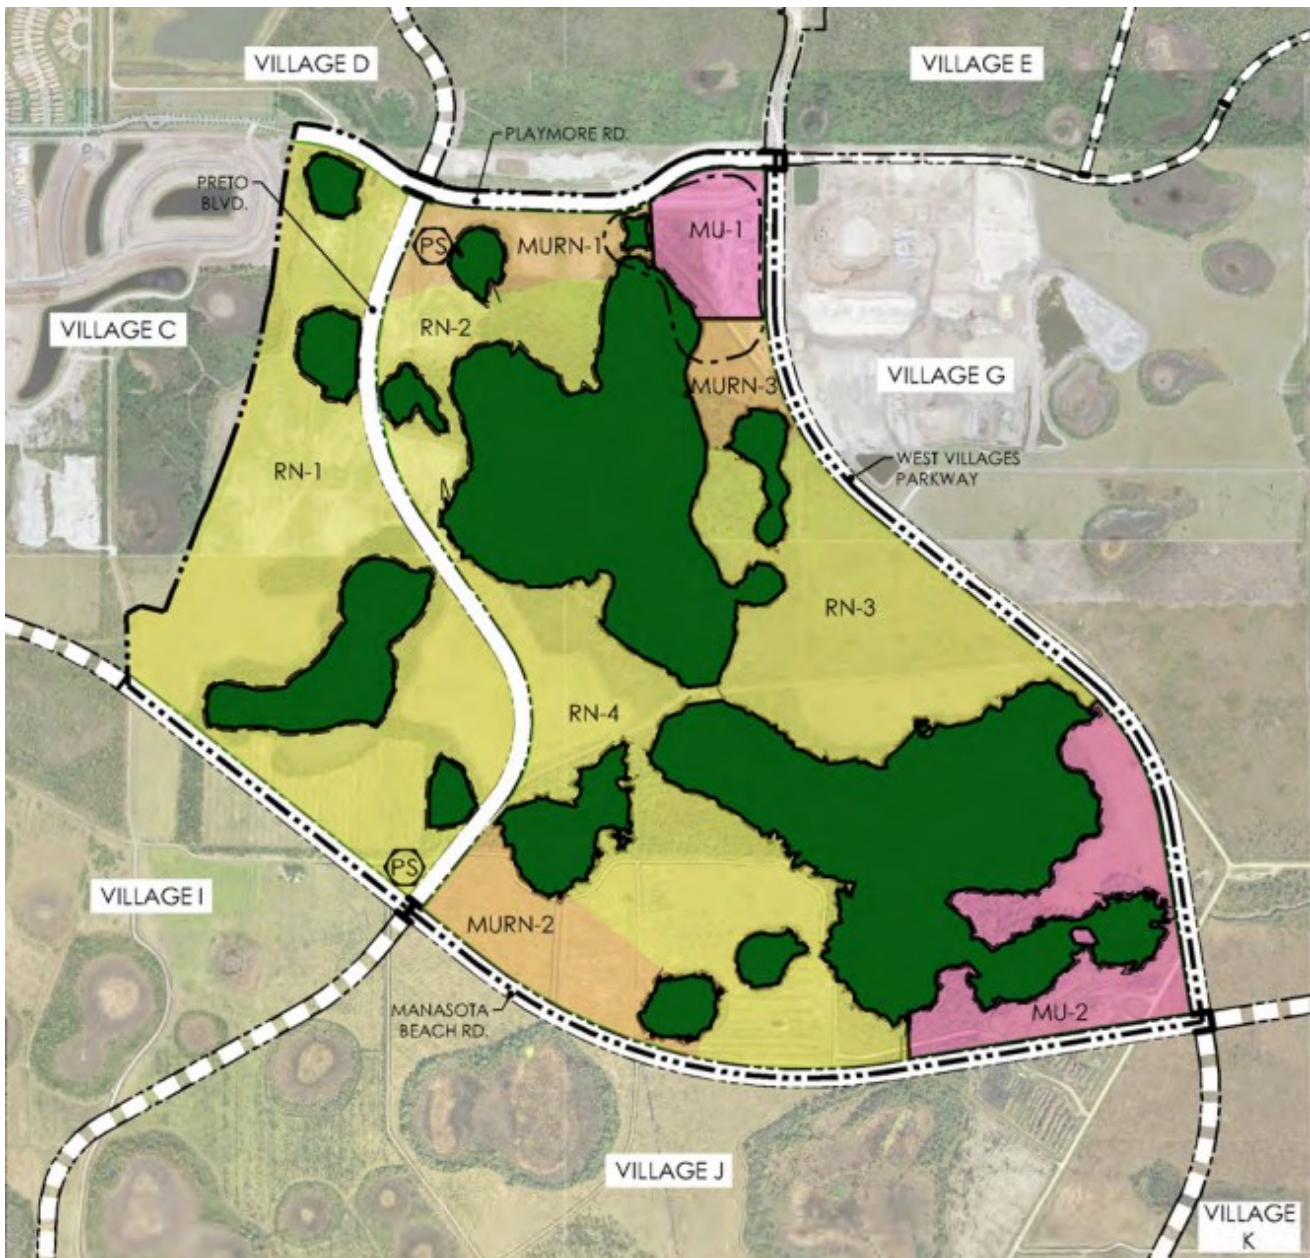 VILLAGE D
VILLAGE E
PLAYMORE RD.
PRETO
BLVD.
PS
MURN-1
MU-1
RN-2
VILLAGE C
VILLAGE G
MURN-3
RN-1
WEST VILLAGES
PARKWAY
RN-3
RN-4
PS
VILLAGE I
MURN-2
MANASOTA
BEACH RD.
MU-2
VILLAGE J
VILLAGE
K